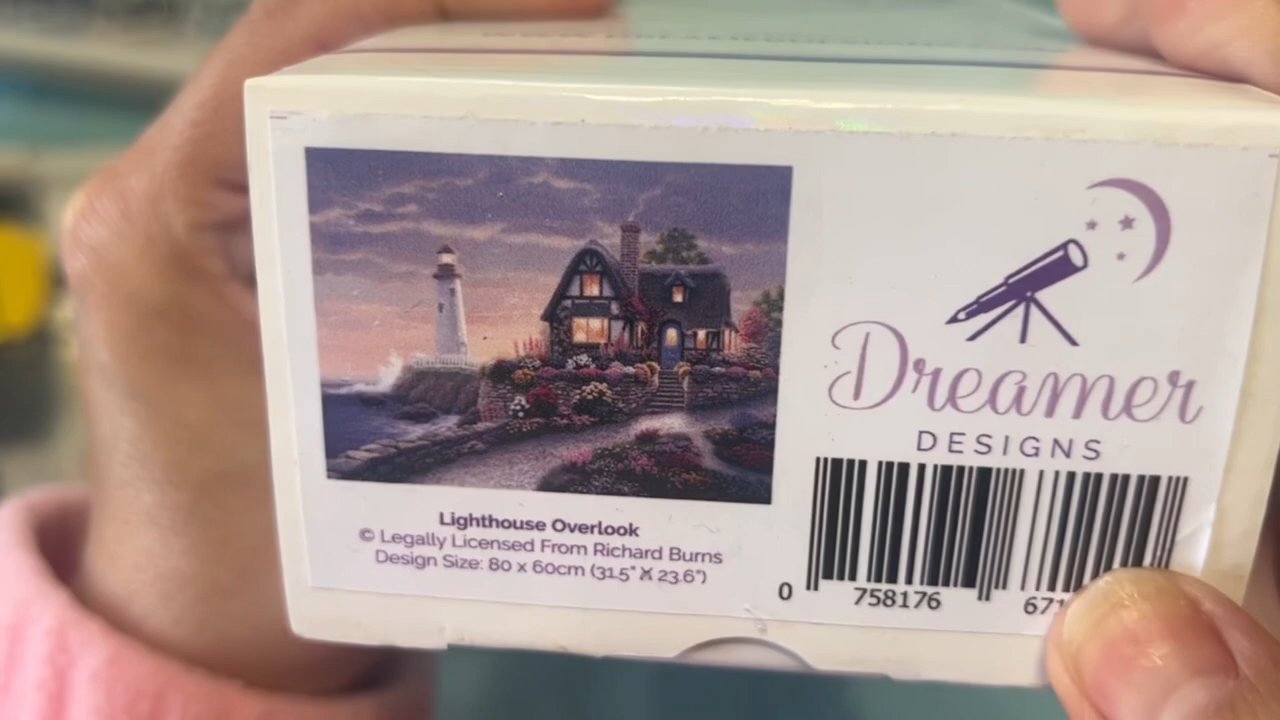 Dreamer
DESIGNS
Lighthouse Overlook
© Legally Licensed From Richard Burns
Design Size: 80 x 60cm (31.5" X 23.6")
0 758176 671